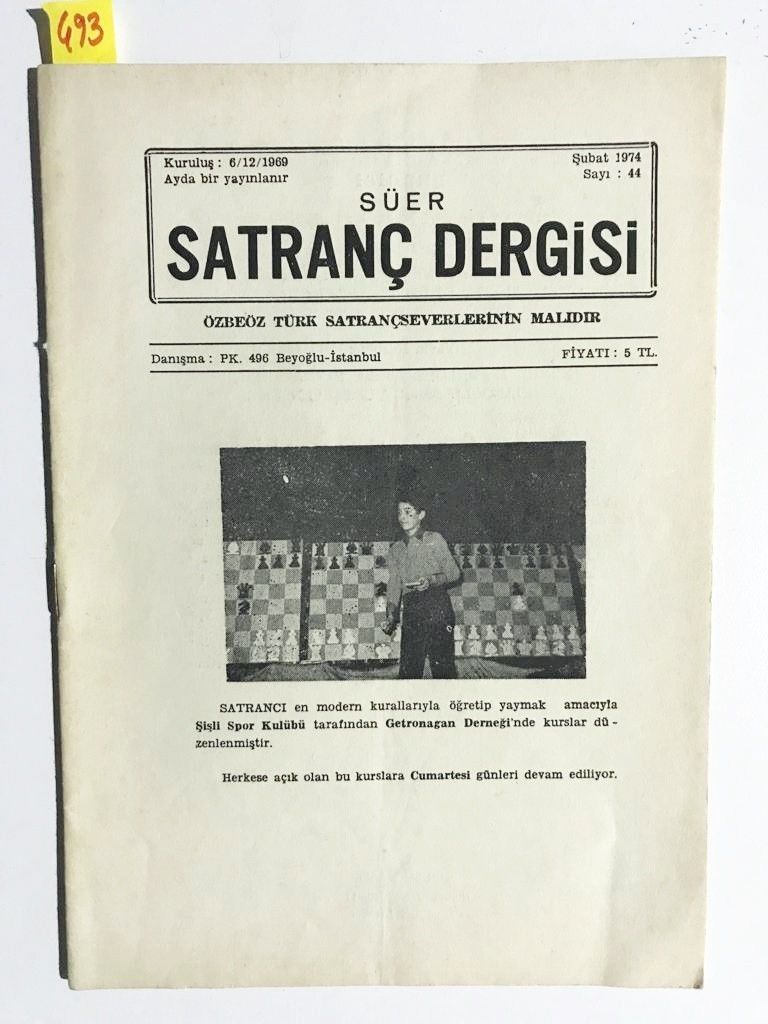 493
Kuruluş : 6/12/1969
Şubat 1974
Ayda bir yayınlanır
Sayı : 44
SÜER
SATRANÇ DERGİSİ
ÖZBEÖZ TÜRK SATRANÇSEVERLERİNİN MALIDIR
Danışma : PK. 496 Beyoğlu-İstanbul
FİYATI : 5 TL.
SATRANCI en modern kurallarıyla öğretip yaymak amacıyla
Şişli Spor Kulübü tarafından Getronagan Derneği'nde kurslar dü -
zenlenmiştir.
Herkese açık olan bu kurslara Cumartesi günleri devam ediliyor.